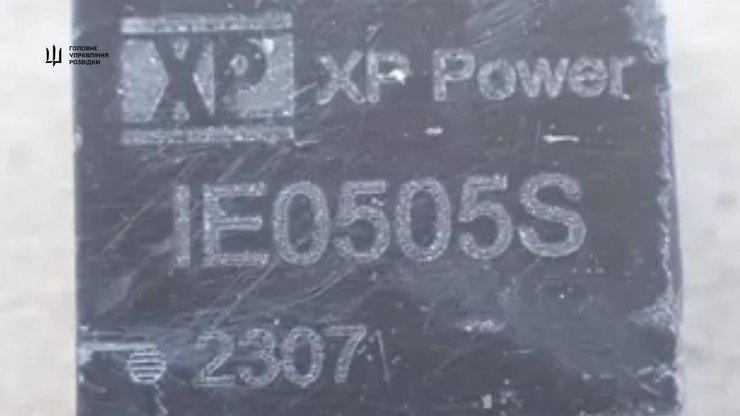 ГОЛОВНЕ
УПРАВЛІННЯ
РОЗВІДКИ
XP XP Power
IE0505S
2307